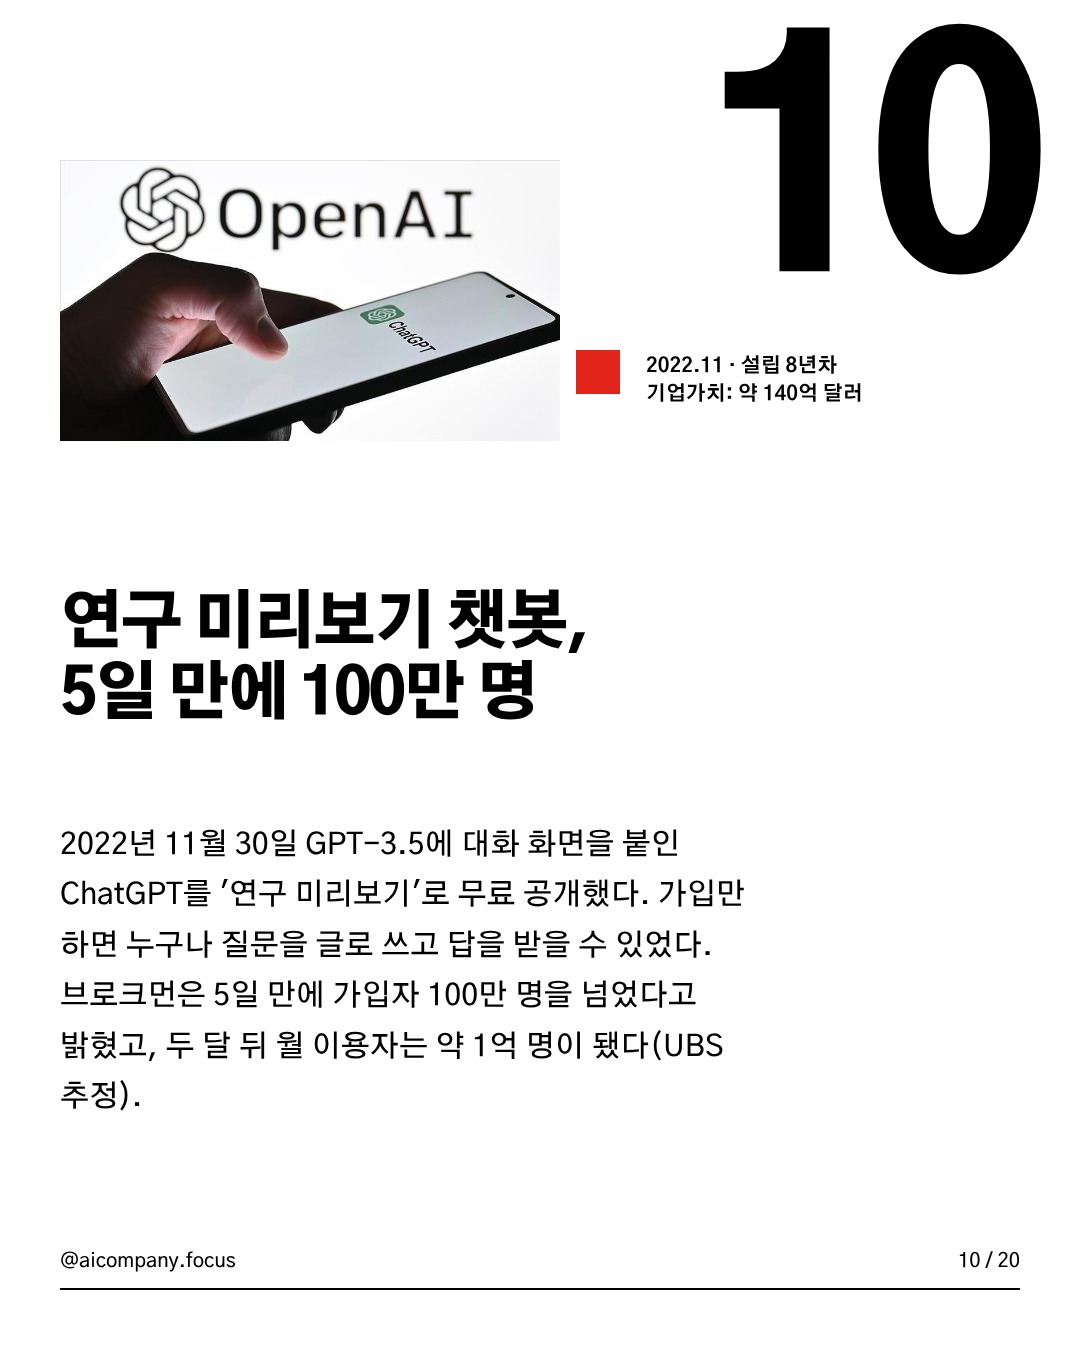 10
OpenAI
ChatGPT
2022.11 · 설립 8년차
기업가치: 약 140억 달러
연구 미리보기 챗봇,
5일 만에 100만 명
2022년 11월 30일 GPT-3.5에 대화 화면을 붙인
ChatGPT를 '연구 미리보기'로 무료 공개했다. 가입만
하면 누구나 질문을 글로 쓰고 답을 받을 수 있었다.
브로크먼은 5일 만에 가입자 100만 명을 넘었다고
밝혔고, 두 달 뒤 월 이용자는 약 1억 명이 됐다(UBS
추정).
@aicompany.focus
10 / 20